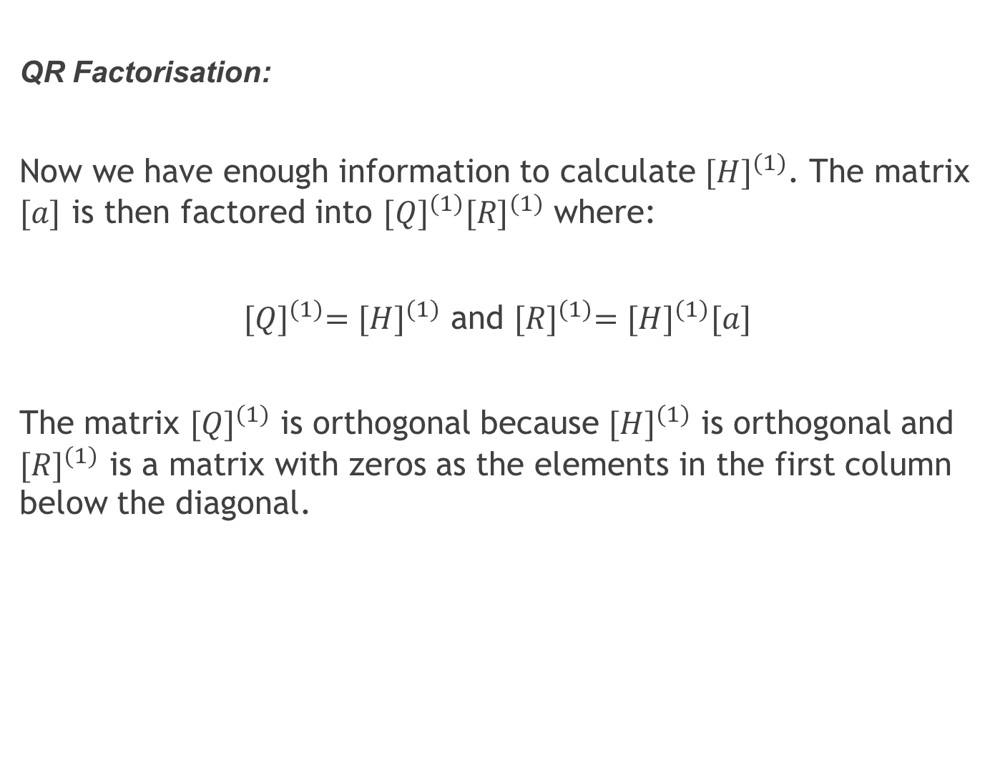 QR Factorisation:
Now we have enough information to calculate [H]⁽¹⁾. The matrix
[a] is then factored into [Q]⁽¹⁾[R]⁽¹⁾ where:
[Q]⁽¹⁾= [H]⁽¹⁾ and [R]⁽¹⁾= [H]⁽¹⁾[a]
The matrix [Q]⁽¹⁾ is orthogonal because [H]⁽¹⁾ is orthogonal and
[R]⁽¹⁾ is a matrix with zeros as the elements in the first column
below the diagonal.